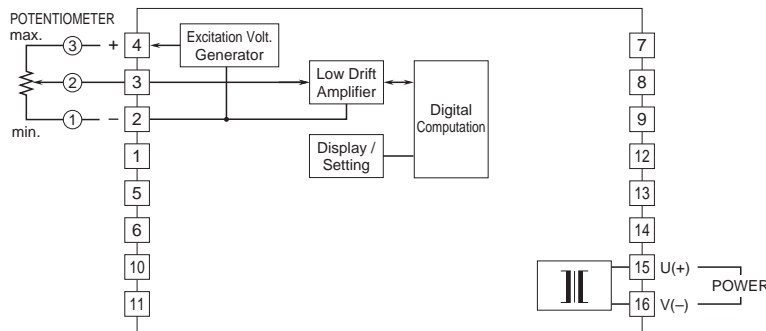 POTENTIOMETER
max.
3 + 4
Excitation Volt.
Generator
7
2 3
Low Drift
Amplifier
8
Digital
Computation
1 – 2
min.
9
1
Display /
Setting
12
5
13
6
14
10
15 U(+)
POWER
11
16 V(–)